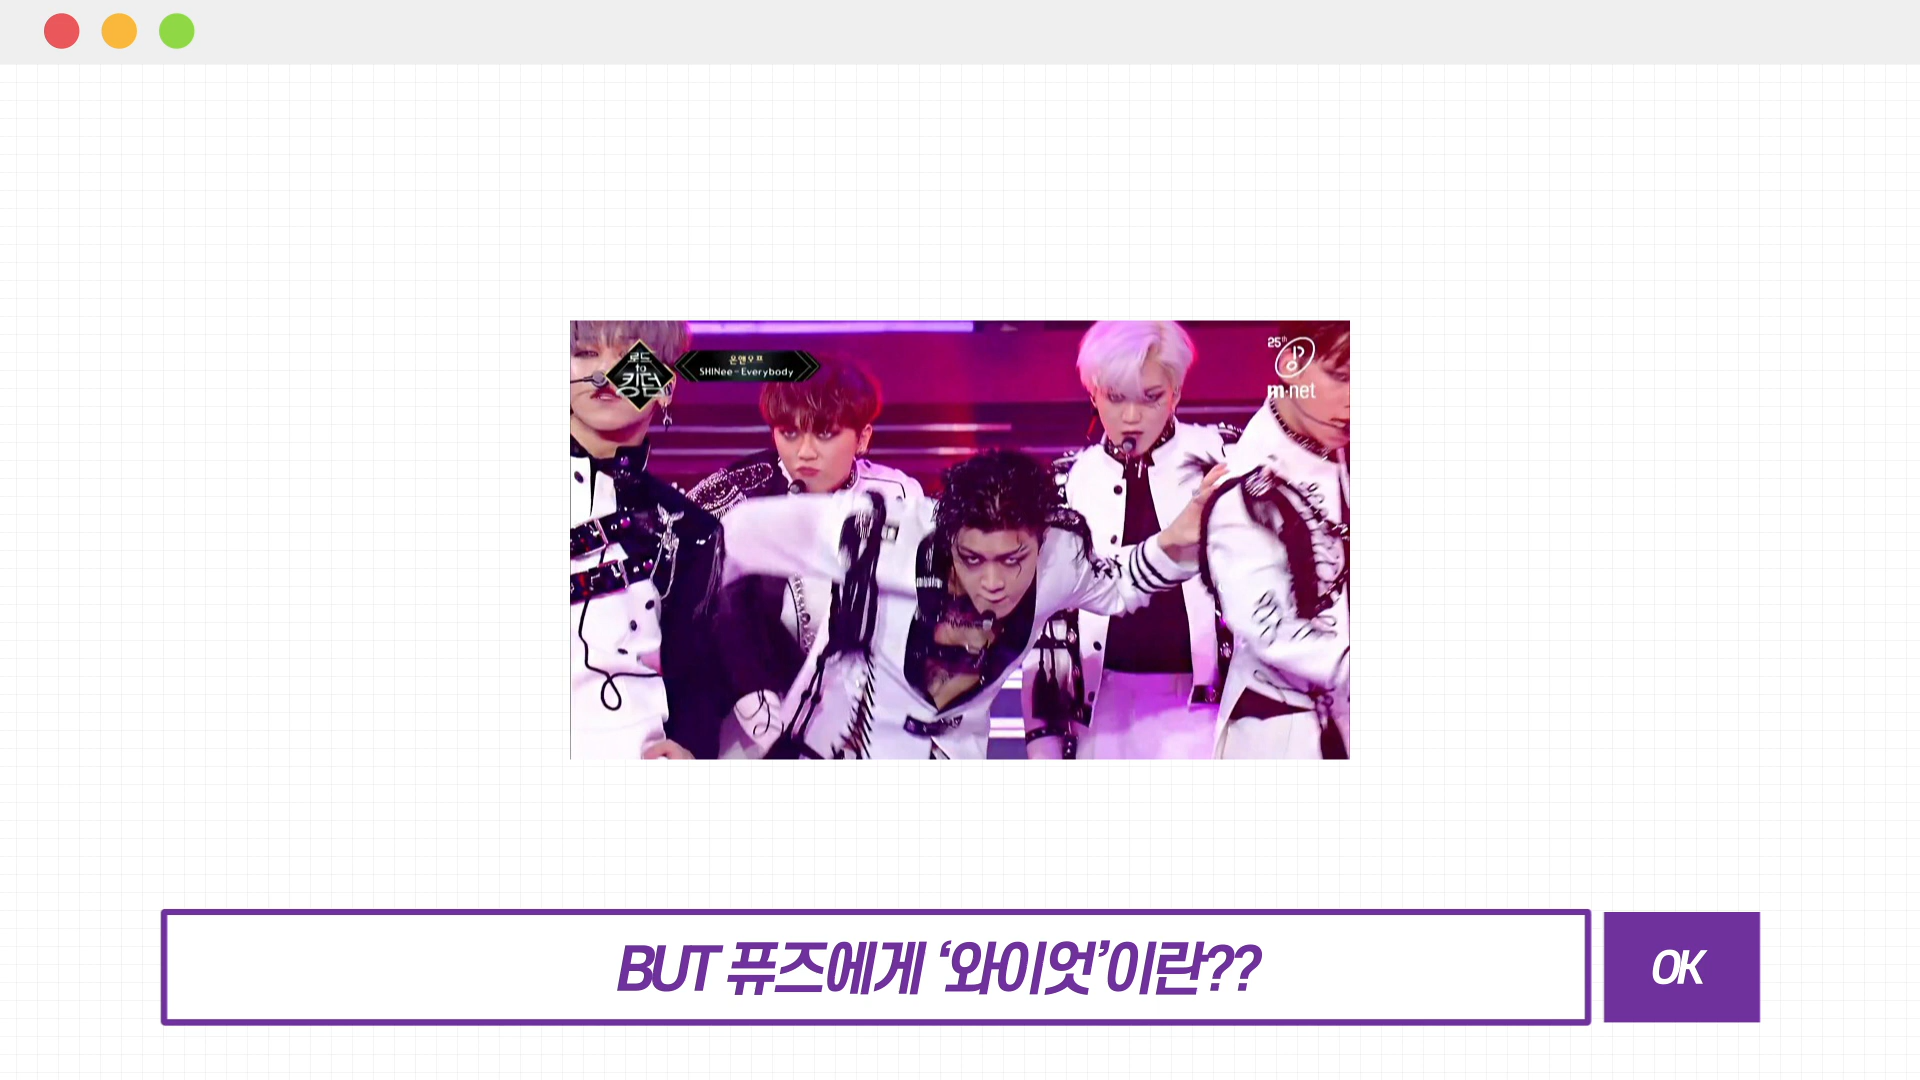 로드
to
킹덤
온앤오프
SHINee - Everybody
25th
m·net
BUT 퓨즈에게 ‘와이엇’이란??
OK